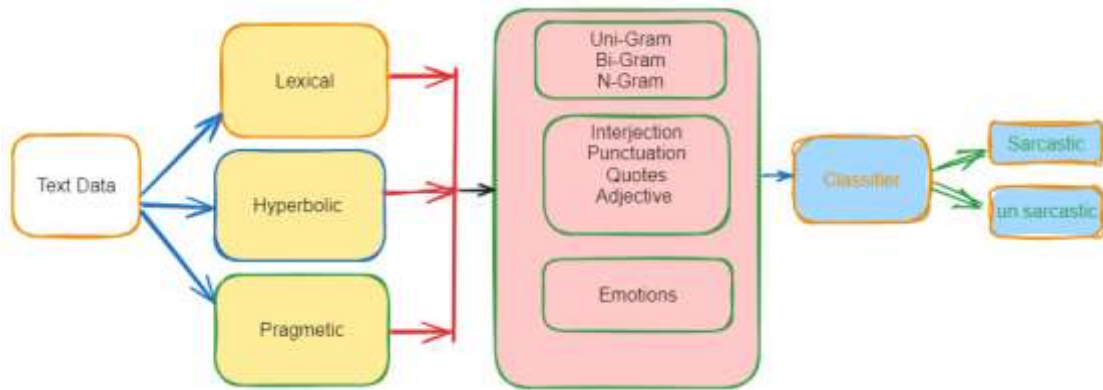 Text Data
Lexical
Hyperbolic
Pragmetic
Uni-Gram
Bi-Gram
N-Gram
Interjection
Punctuation
Quotes
Adjective
Emotions
Classifier
Sarcastic
un sarcastic